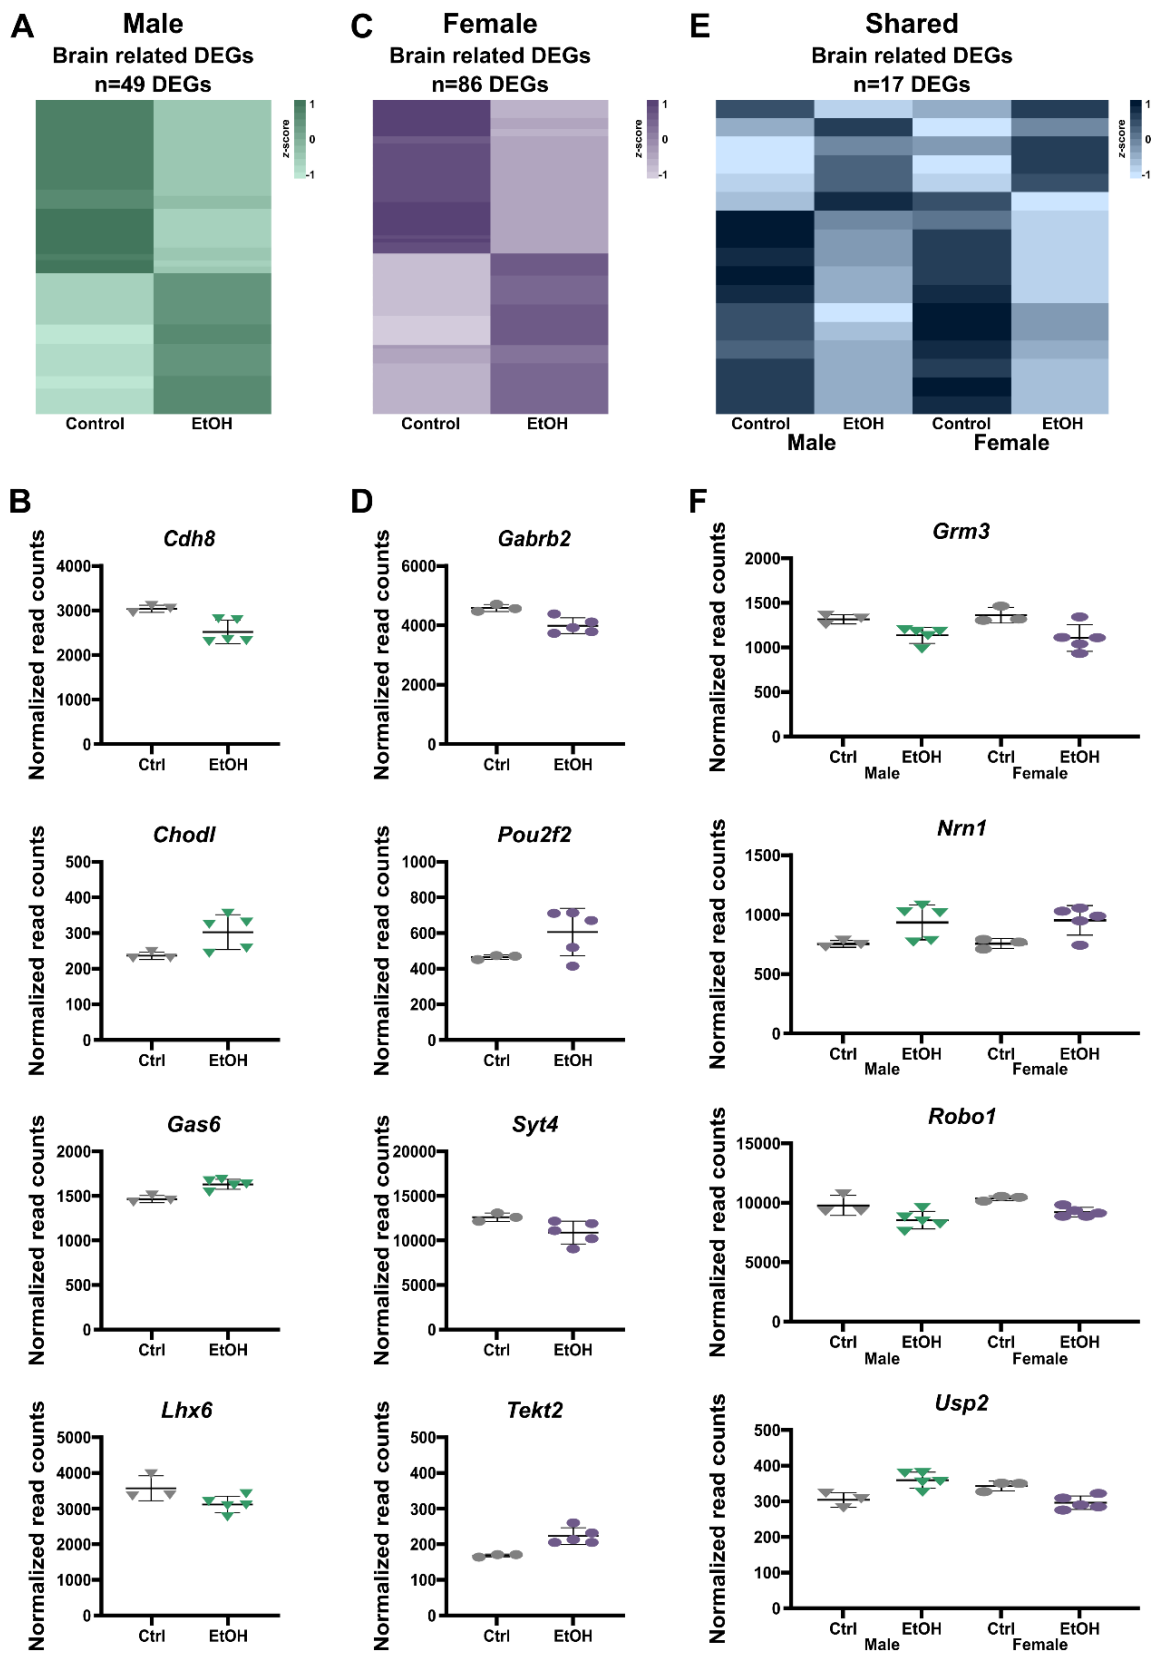 A
Male
Brain related DEGs
n=49 DEGs
1
0
-1
z-score
Control
EtOH
C
Female
Brain related DEGs
n=86 DEGs
1
0
-1
z-score
Control
EtOH
E
Shared
Brain related DEGs
n=17 DEGs
1
0
-1
z-score
Control
EtOH
Control
EtOH
Male
Female
B
Cdh8
Normalized read counts
4000
3000
2000
1000
0
Ctrl
EtOH
Chodl
Normalized read counts
500
400
300
200
100
0
Ctrl
EtOH
Gas6
Normalized read counts
2000
1500
1000
500
0
Ctrl
EtOH
Lhx6
Normalized read counts
5000
4000
3000
2000
1000
0
Ctrl
EtOH
D
Gabrb2
Normalized read counts
6000
4000
2000
0
Ctrl
EtOH
Pou2f2
Normalized read counts
1000
800
600
400
200
0
Ctrl
EtOH
Syt4
Normalized read counts
20000
15000
10000
5000
0
Ctrl
EtOH
Tekt2
Normalized read counts
500
400
300
200
100
0
Ctrl
EtOH
F
Grm3
Normalized read counts
2000
1500
1000
500
0
Ctrl
EtOH
Ctrl
EtOH
Male
Female
Nrn1
Normalized read counts
1500
1000
500
0
Ctrl
EtOH
Ctrl
EtOH
Male
Female
Robo1
Normalized read counts
15000
10000
5000
0
Ctrl
EtOH
Ctrl
EtOH
Male
Female
Usp2
Normalized read counts
500
400
300
200
100
0
Ctrl
EtOH
Ctrl
EtOH
Male
Female